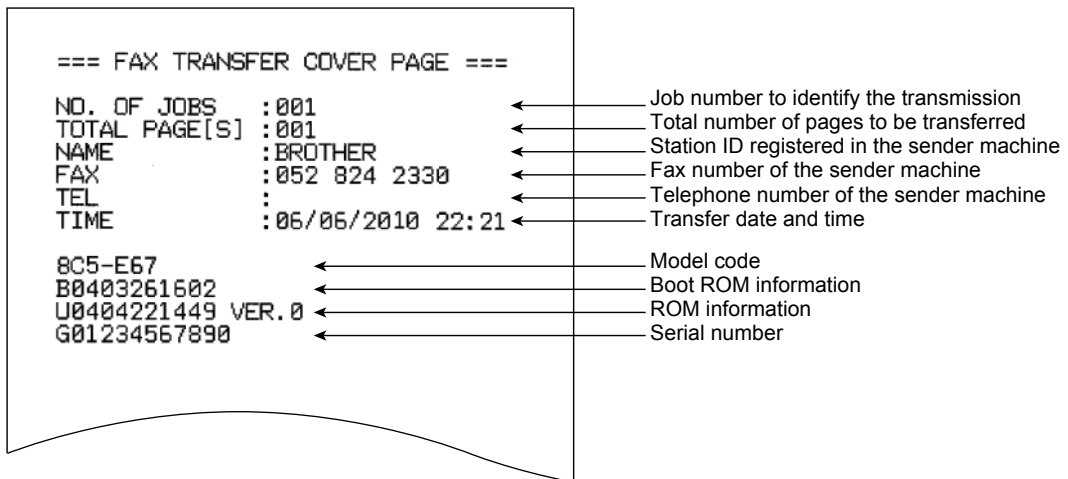 === FAX TRANSFER COVER PAGE ===
NO. OF JOBS :001 Job number to identify the transmission
TOTAL PAGE[S] :001 Total number of pages to be transferred
NAME :BROTHER Station ID registered in the sender machine
FAX :052 824 2330 Fax number of the sender machine
TEL : Telephone number of the sender machine
TIME :06/06/2010 22:21 Transfer date and time
8C5-E67 Model code
B0403261602 Boot ROM information
U0404221449 VER.0 ROM information
G01234567890 Serial number